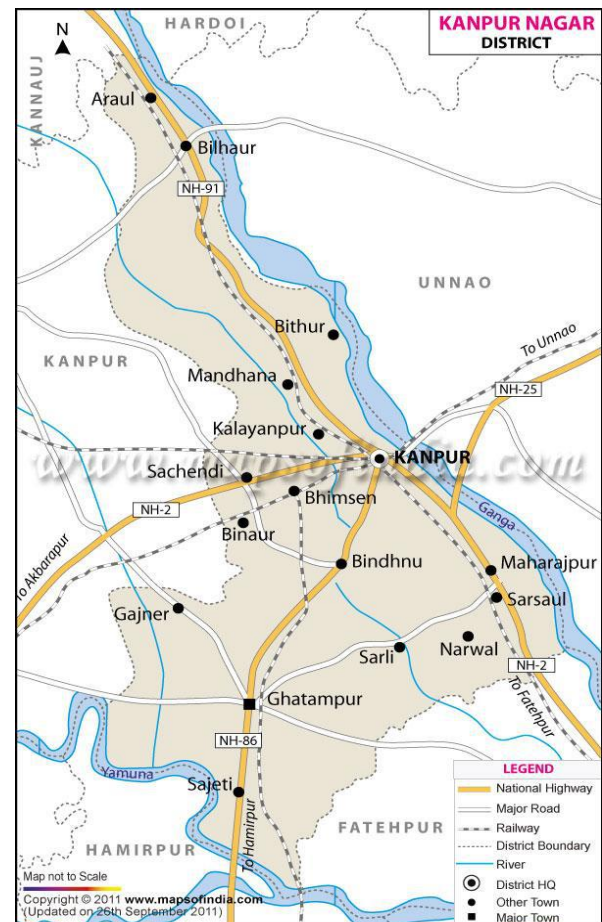 KANPUR NAGAR
DISTRICT
N
HARDOI
KANNAUJ
Araul
Bilhaur
NH-91
UNNAO
Bithur
To Unnao
KANPUR
Mandhana
NH-25
Kalayanpur
KANPUR
www.mapsofindia.com
Sachendi
Bhimsen
NH-2
Ganga
Binaur
To Akbarapur
Bindhnu
Maharajpur
Sarsaul
Gajner
Narwal
Sarli
NH-2
To Fatehpur
Ghatampur
NH-86
Yamuna
Sajeti
FATEHPUR
HAMIRPUR
To Hamirpur
LEGEND
National Highway
Major Road
Railway
District Boundary
River
District HQ
Other Town
Major Town
Map not to Scale
Copyright © 2011 www.mapsofindia.com
(Updated on 26th September 2011)